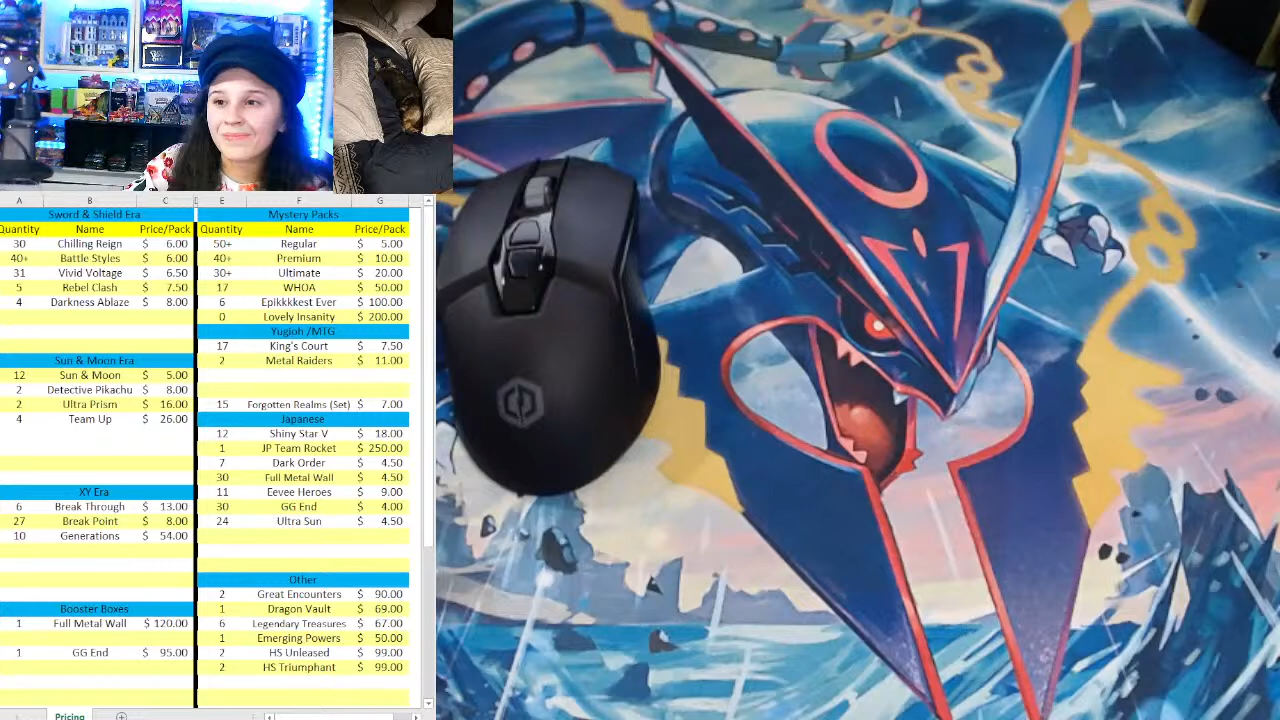 A B C D E F G
Sword & Shield Era Mystery Packs
Quantity Name Price/Pack Quantity Name Price/Pack
30 Chilling Reign $ 6.00 50+ Regular $ 5.00
40+ Battle Styles $ 6.00 40+ Premium $ 10.00
31 Vivid Voltage $ 6.50 30+ Ultimate $ 20.00
5 Rebel Clash $ 7.50 17 WHOA $ 50.00
4 Darkness Ablaze $ 8.00 6 Epikkkkest Ever $ 100.00
0 Lovely Insanity $ 200.00
Yugioh /MTG
17 King's Court $ 7.50
Sun & Moon Era 2 Metal Raiders $ 11.00
12 Sun & Moon $ 5.00
2 Detective Pikachu $ 8.00
2 Ultra Prism $ 16.00 15 Forgotten Realms (Set) $ 7.00
4 Team Up $ 26.00 Japanese
12 Shiny Star V $ 18.00
1 JP Team Rocket $ 250.00
7 Dark Order $ 4.50
30 Full Metal Wall $ 4.50
XY Era 11 Eevee Heroes $ 9.00
6 Break Through $ 13.00 30 GG End $ 4.00
27 Break Point $ 8.00 24 Ultra Sun $ 4.50
10 Generations $ 54.00
Other
2 Great Encounters $ 90.00
Booster Boxes 1 Dragon Vault $ 69.00
1 Full Metal Wall $ 120.00 6 Legendary Treasures $ 67.00
1 Emerging Powers $ 50.00
1 GG End $ 95.00 2 HS Unleased $ 99.00
2 HS Triumphant $ 99.00
Pricing